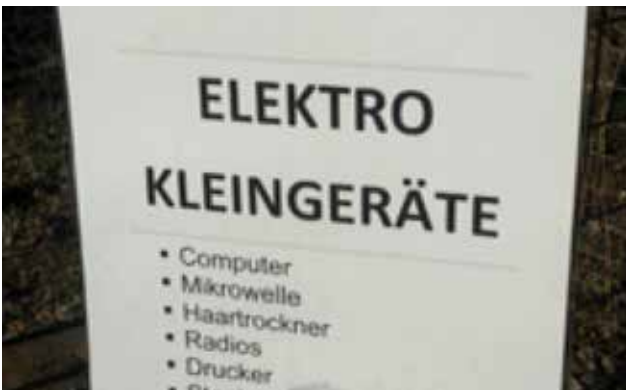 ELEKTRO
KLEINGERÄTE
• Computer
• Mikrowelle
• Haartrockner
• Radios
• Drucker